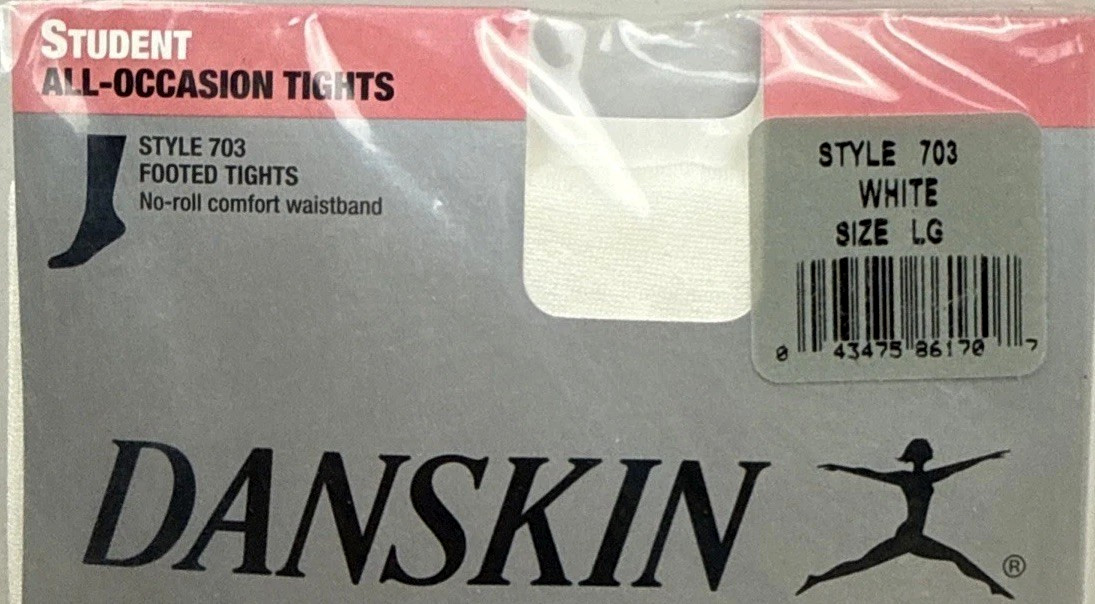 STUDENT
ALL-OCCASION TIGHTS
STYLE 703
FOOTED TIGHTS
No-roll comfort waistband
STYLE 703
WHITE
SIZE LG
0 43475 86170 7
DANSKIN
®